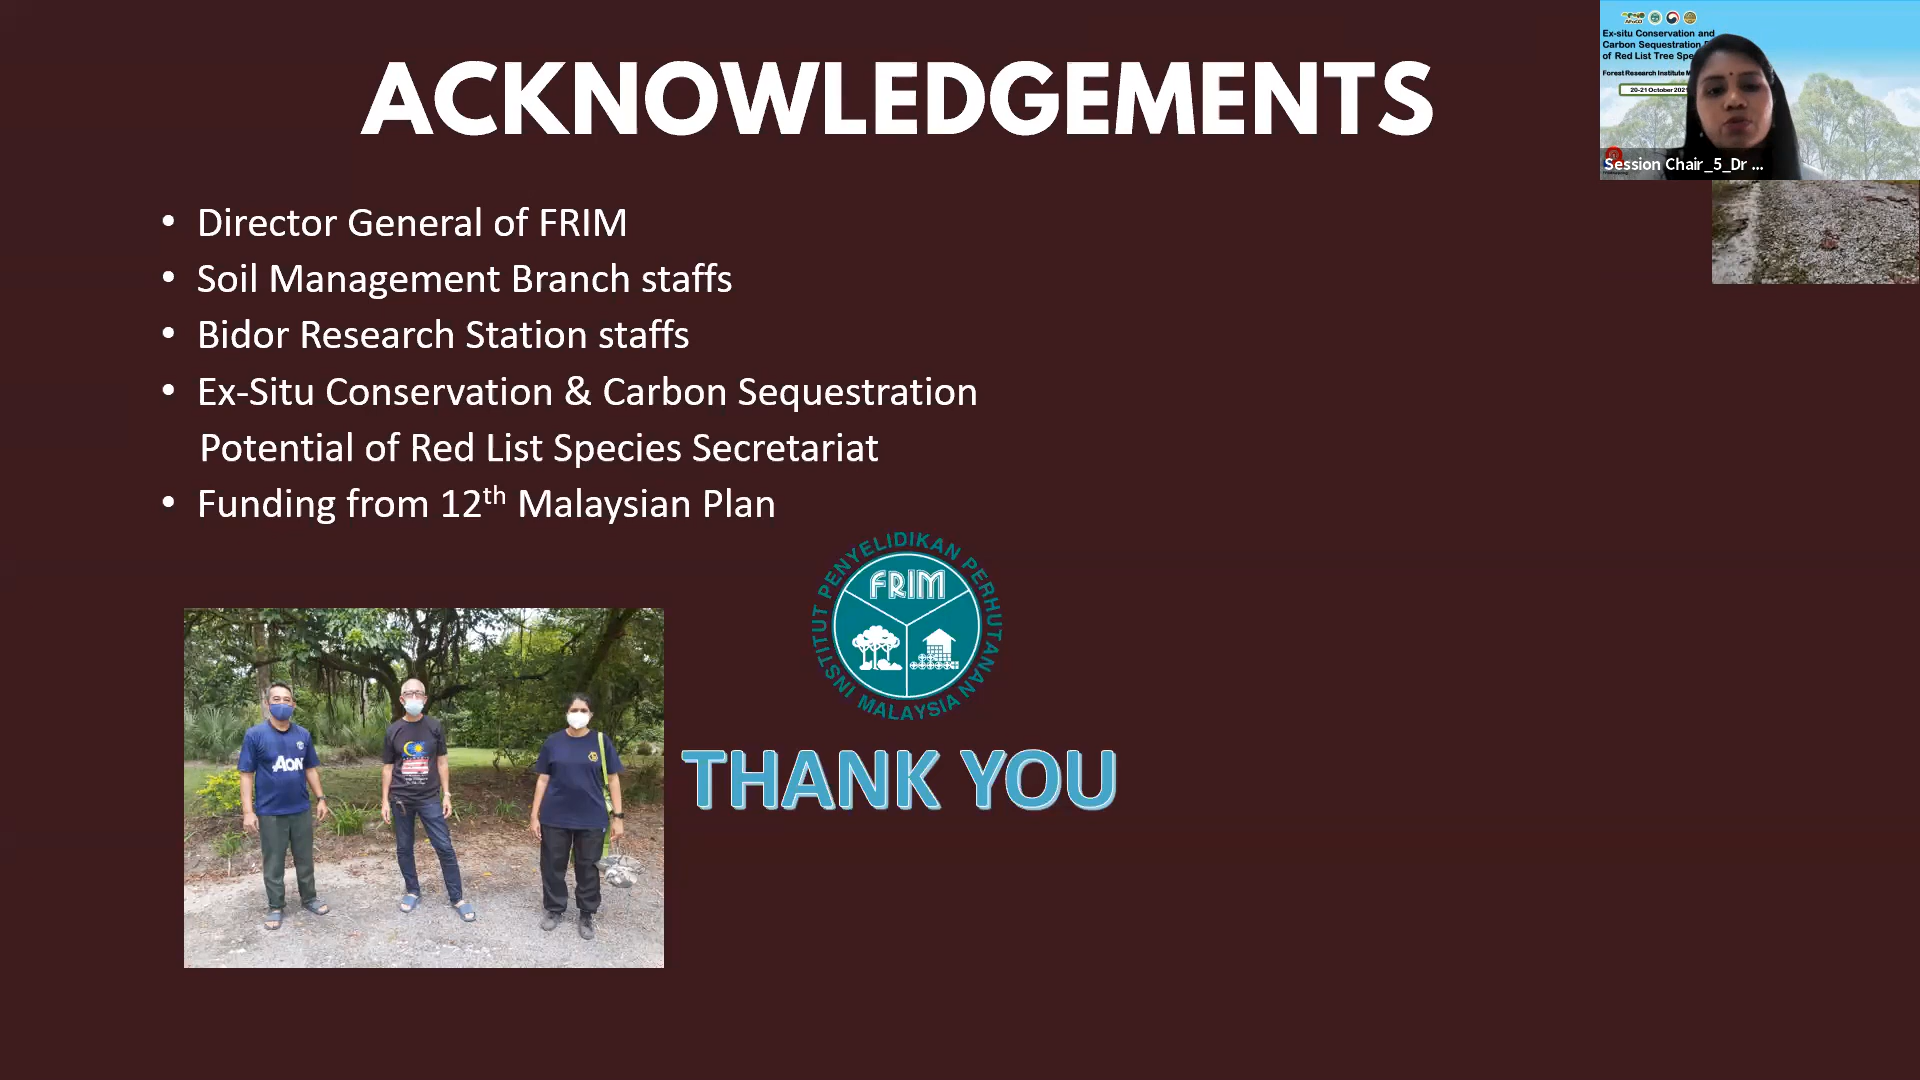 ACKNOWLEDGEMENTS
• Director General of FRIM
• Soil Management Branch staffs
• Bidor Research Station staffs
• Ex-Situ Conservation & Carbon Sequestration
Potential of Red List Species Secretariat
• Funding from 12th Malaysian Plan
INSTITUT PENYELIDIKAN PERHUTANAN MALAYSIA
FRIM
AON
THANK YOU
Ex-situ Conservation and
Carbon Sequestration
of Red List Tree
Forest Research Institute
20-21 October
Session Chair_5_Dr ...